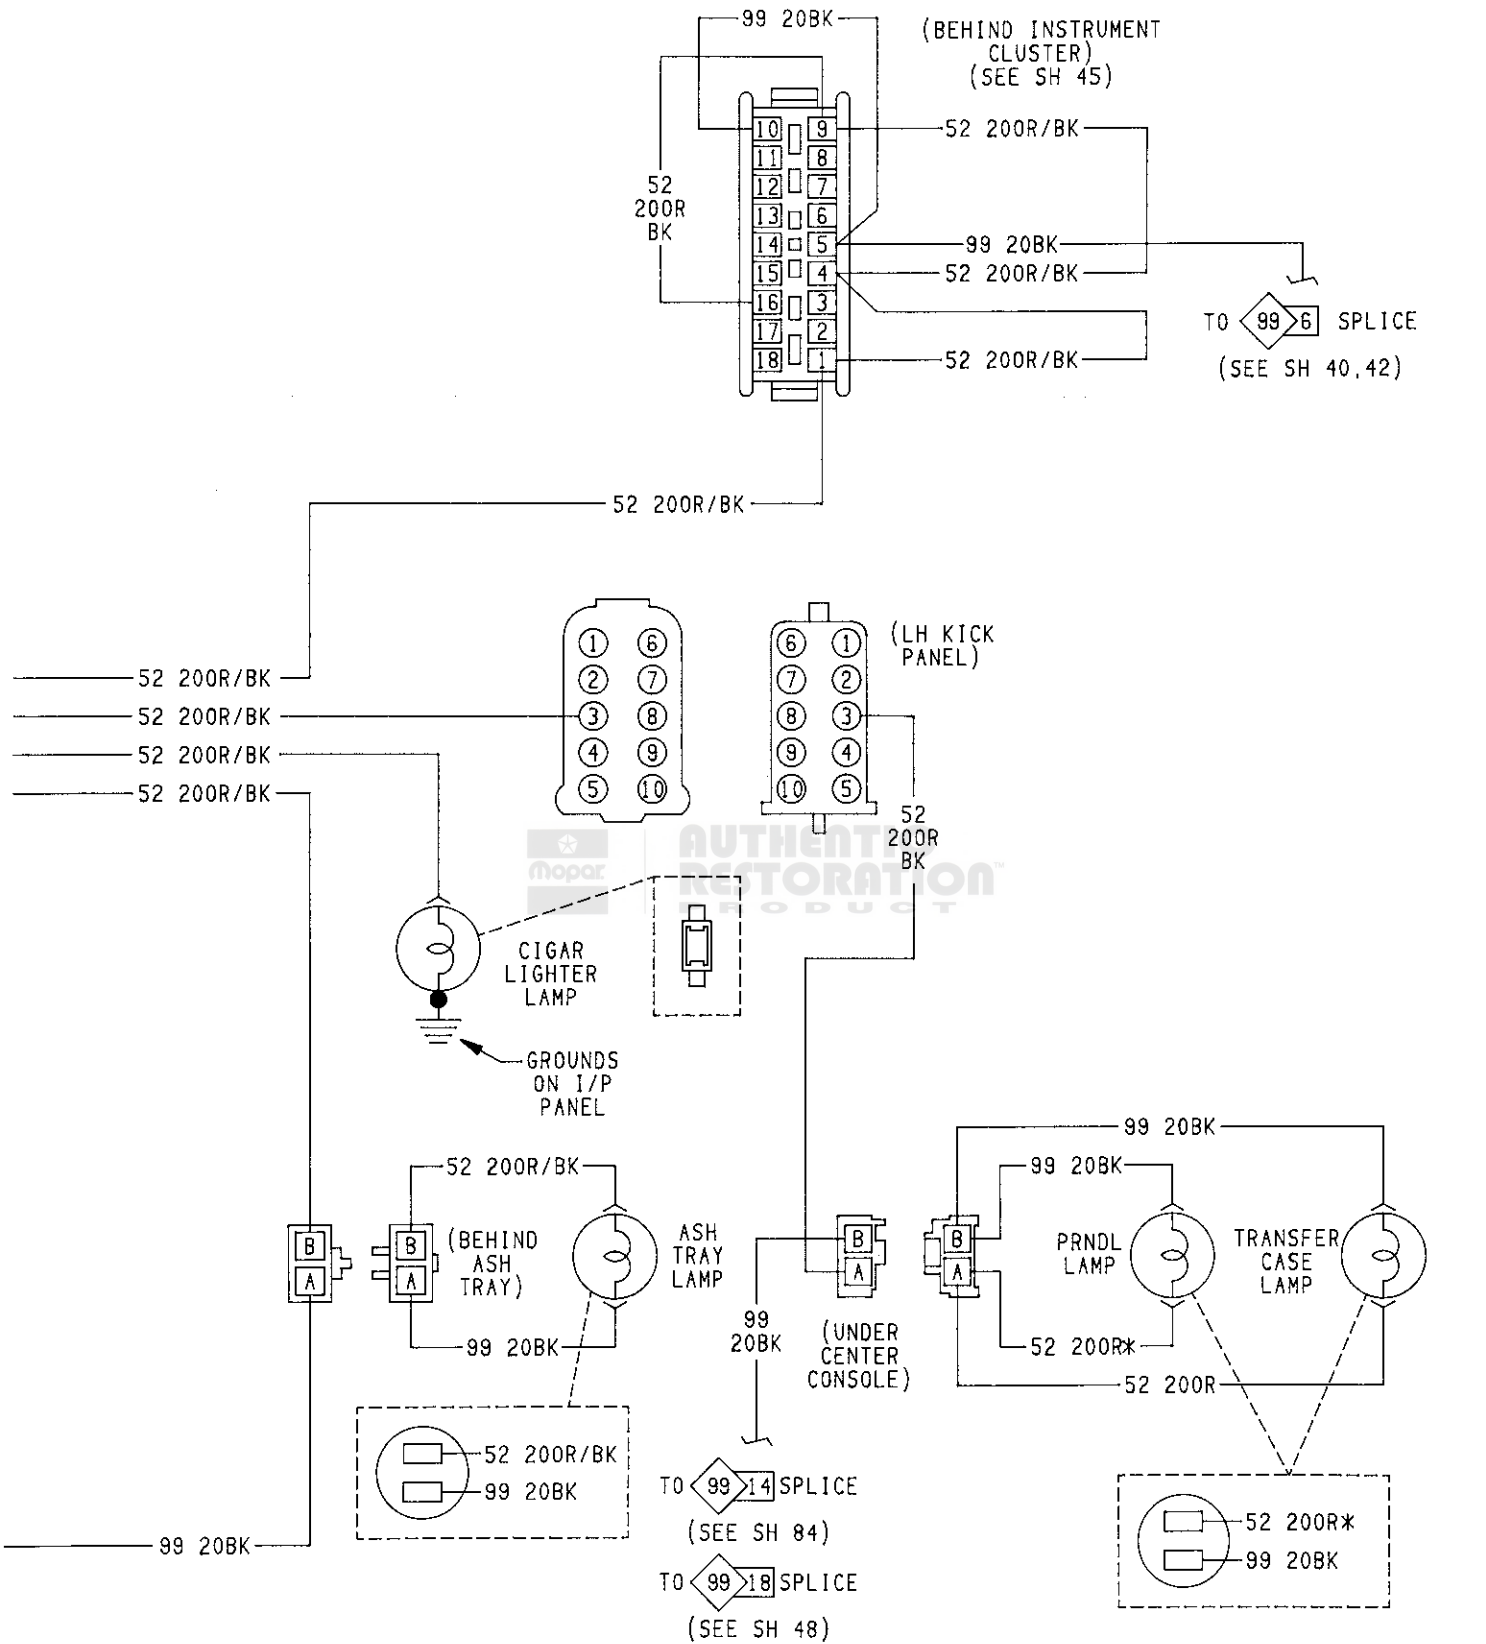 99 20BK
(BEHIND INSTRUMENT
CLUSTER)
(SEE SH 45)
10 9
52 200R/BK
11 8
12 7
52
200R
BK
13 6
14 5
99 20BK
15 4
52 200R/BK
16 3
17 2
18 1
52 200R/BK
TO 99 6 SPLICE
(SEE SH 40,42)
52 200R/BK
1 6
2 7
3 8
4 9
5 10
6 1
7 2
8 3
9 4
10 5
(LH KICK
PANEL)
52 200R/BK
52 200R/BK
52 200R/BK
52 200R/BK
52
200R
BK
Mopar
AUTHENTIC
RESTORATION™
PRODUCT
CIGAR
LIGHTER
LAMP
GROUNDS
ON I/P
PANEL
99 20BK
99 20BK
52 200R/BK
B
A
B
A
(BEHIND
ASH
TRAY)
ASH
TRAY
LAMP
99 20BK
B
A
B
A
PRNDL
LAMP
TRANSFER
CASE
LAMP
99
20BK
(UNDER
CENTER
CONSOLE)
52 200R*
52 200R
52 200R/BK
99 20BK
TO 99 14 SPLICE
(SEE SH 84)
TO 99 18 SPLICE
(SEE SH 48)
52 200R*
99 20BK
99 20BK